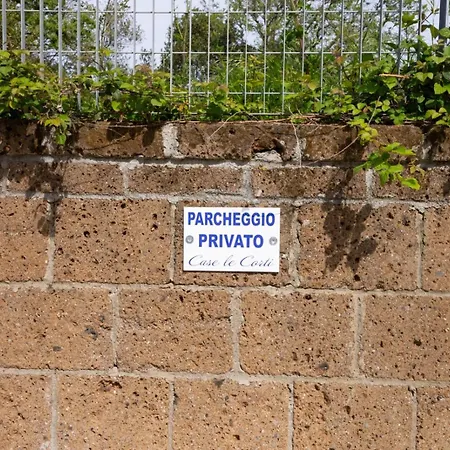 PARCHEGGIO
PRIVATO
Case le Corti